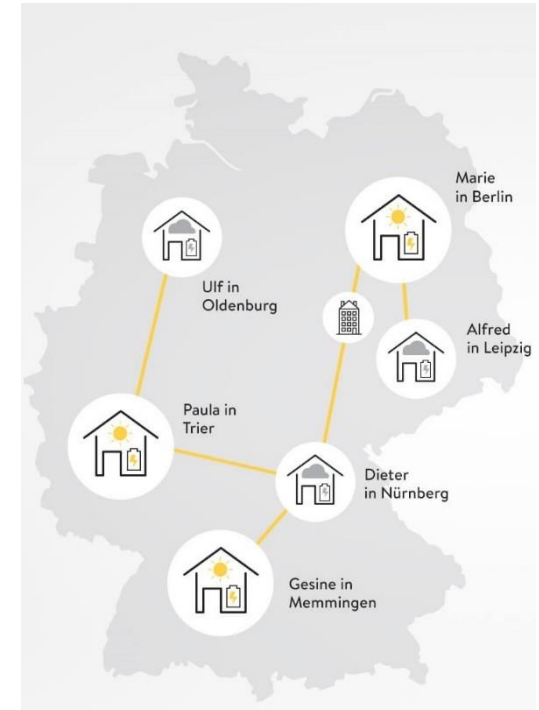 Marie
in Berlin
Ulf in
Oldenburg
Alfred
in Leipzig
Paula in
Trier
Dieter
in Nürnberg
Gesine in
Memmingen